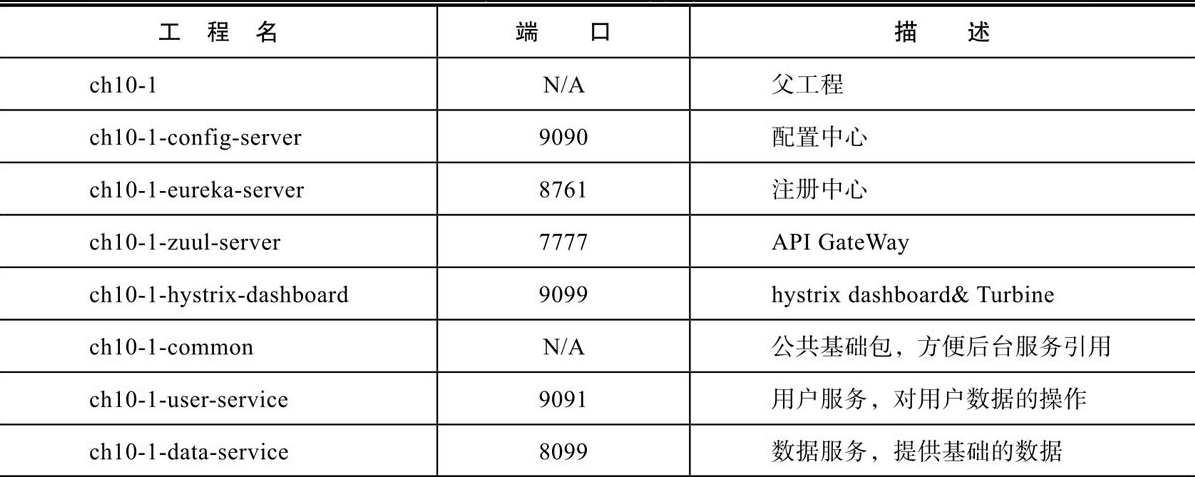 工 程 名 端 口 描 述
ch10-1 N/A 父工程
ch10-1-config-server 9090 配置中心
ch10-1-eureka-server 8761 注册中心
ch10-1-zuul-server 7777 API GateWay
ch10-1-hystrix-dashboard 9099 hystrix dashboard& Turbine
ch10-1-common N/A 公共基础包，方便后台服务引用
ch10-1-user-service 9091 用户服务，对用户数据的操作
ch10-1-data-service 8099 数据服务，提供基础的数据